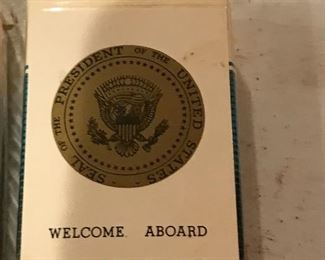 SEAL OF THE PRESIDENT OF THE UNITED STATES
WELCOME ABOARD